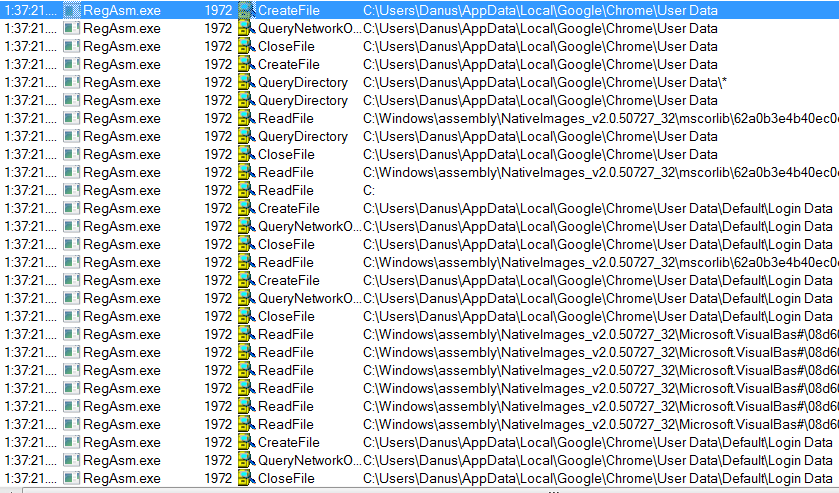 1:37:21.... RegAsm.exe 1972 CreateFile C:\Users\Danus\AppData\Local\Google\Chrome\User Data
1:37:21.... RegAsm.exe 1972 QueryNetworkO... C:\Users\Danus\AppData\Local\Google\Chrome\User Data
1:37:21.... RegAsm.exe 1972 CloseFile C:\Users\Danus\AppData\Local\Google\Chrome\User Data
1:37:21.... RegAsm.exe 1972 CreateFile C:\Users\Danus\AppData\Local\Google\Chrome\User Data
1:37:21.... RegAsm.exe 1972 QueryDirectory C:\Users\Danus\AppData\Local\Google\Chrome\User Data\*
1:37:21.... RegAsm.exe 1972 QueryDirectory C:\Users\Danus\AppData\Local\Google\Chrome\User Data
1:37:21.... RegAsm.exe 1972 ReadFile C:\Windows\assembly\NativeImages_v2.0.50727_32\mscorlib\62a0b3e4b40ec0
1:37:21.... RegAsm.exe 1972 QueryDirectory C:\Users\Danus\AppData\Local\Google\Chrome\User Data
1:37:21.... RegAsm.exe 1972 CloseFile C:\Users\Danus\AppData\Local\Google\Chrome\User Data
1:37:21.... RegAsm.exe 1972 ReadFile C:\Windows\assembly\NativeImages_v2.0.50727_32\mscorlib\62a0b3e4b40ec0
1:37:21.... RegAsm.exe 1972 ReadFile C:
1:37:21.... RegAsm.exe 1972 CreateFile C:\Users\Danus\AppData\Local\Google\Chrome\User Data\Default\Login Data
1:37:21.... RegAsm.exe 1972 QueryNetworkO... C:\Users\Danus\AppData\Local\Google\Chrome\User Data\Default\Login Data
1:37:21.... RegAsm.exe 1972 CloseFile C:\Users\Danus\AppData\Local\Google\Chrome\User Data\Default\Login Data
1:37:21.... RegAsm.exe 1972 ReadFile C:\Windows\assembly\NativeImages_v2.0.50727_32\mscorlib\62a0b3e4b40ec0
1:37:21.... RegAsm.exe 1972 CreateFile C:\Users\Danus\AppData\Local\Google\Chrome\User Data\Default\Login Data
1:37:21.... RegAsm.exe 1972 QueryNetworkO... C:\Users\Danus\AppData\Local\Google\Chrome\User Data\Default\Login Data
1:37:21.... RegAsm.exe 1972 CloseFile C:\Users\Danus\AppData\Local\Google\Chrome\User Data\Default\Login Data
1:37:21.... RegAsm.exe 1972 ReadFile C:\Windows\assembly\NativeImages_v2.0.50727_32\Microsoft.VisualBas#\08d60
1:37:21.... RegAsm.exe 1972 ReadFile C:\Windows\assembly\NativeImages_v2.0.50727_32\Microsoft.VisualBas#\08d60
1:37:21.... RegAsm.exe 1972 ReadFile C:\Windows\assembly\NativeImages_v2.0.50727_32\Microsoft.VisualBas#\08d60
1:37:21.... RegAsm.exe 1972 ReadFile C:\Windows\assembly\NativeImages_v2.0.50727_32\Microsoft.VisualBas#\08d60
1:37:21.... RegAsm.exe 1972 ReadFile C:\Windows\assembly\NativeImages_v2.0.50727_32\Microsoft.VisualBas#\08d60
1:37:21.... RegAsm.exe 1972 ReadFile C:\Windows\assembly\NativeImages_v2.0.50727_32\Microsoft.VisualBas#\08d60
1:37:21.... RegAsm.exe 1972 CreateFile C:\Users\Danus\AppData\Local\Google\Chrome\User Data\Default\Login Data
1:37:21.... RegAsm.exe 1972 QueryNetworkO... C:\Users\Danus\AppData\Local\Google\Chrome\User Data\Default\Login Data
1:37:21.... RegAsm.exe 1972 CloseFile C:\Users\Danus\AppData\Local\Google\Chrome\User Data\Default\Login Data